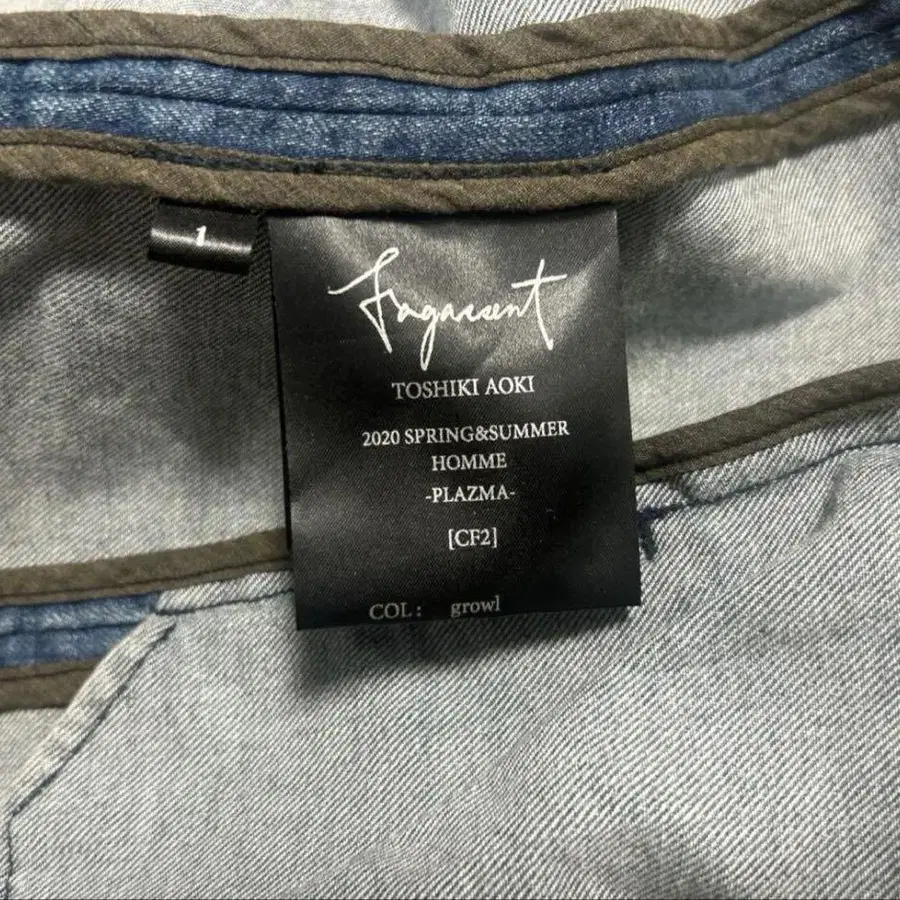 1
Fagassent
TOSHIKI AOKI
2020 SPRING&SUMMER
HOMME
-PLAZMA-
[CF2]
COL: growl